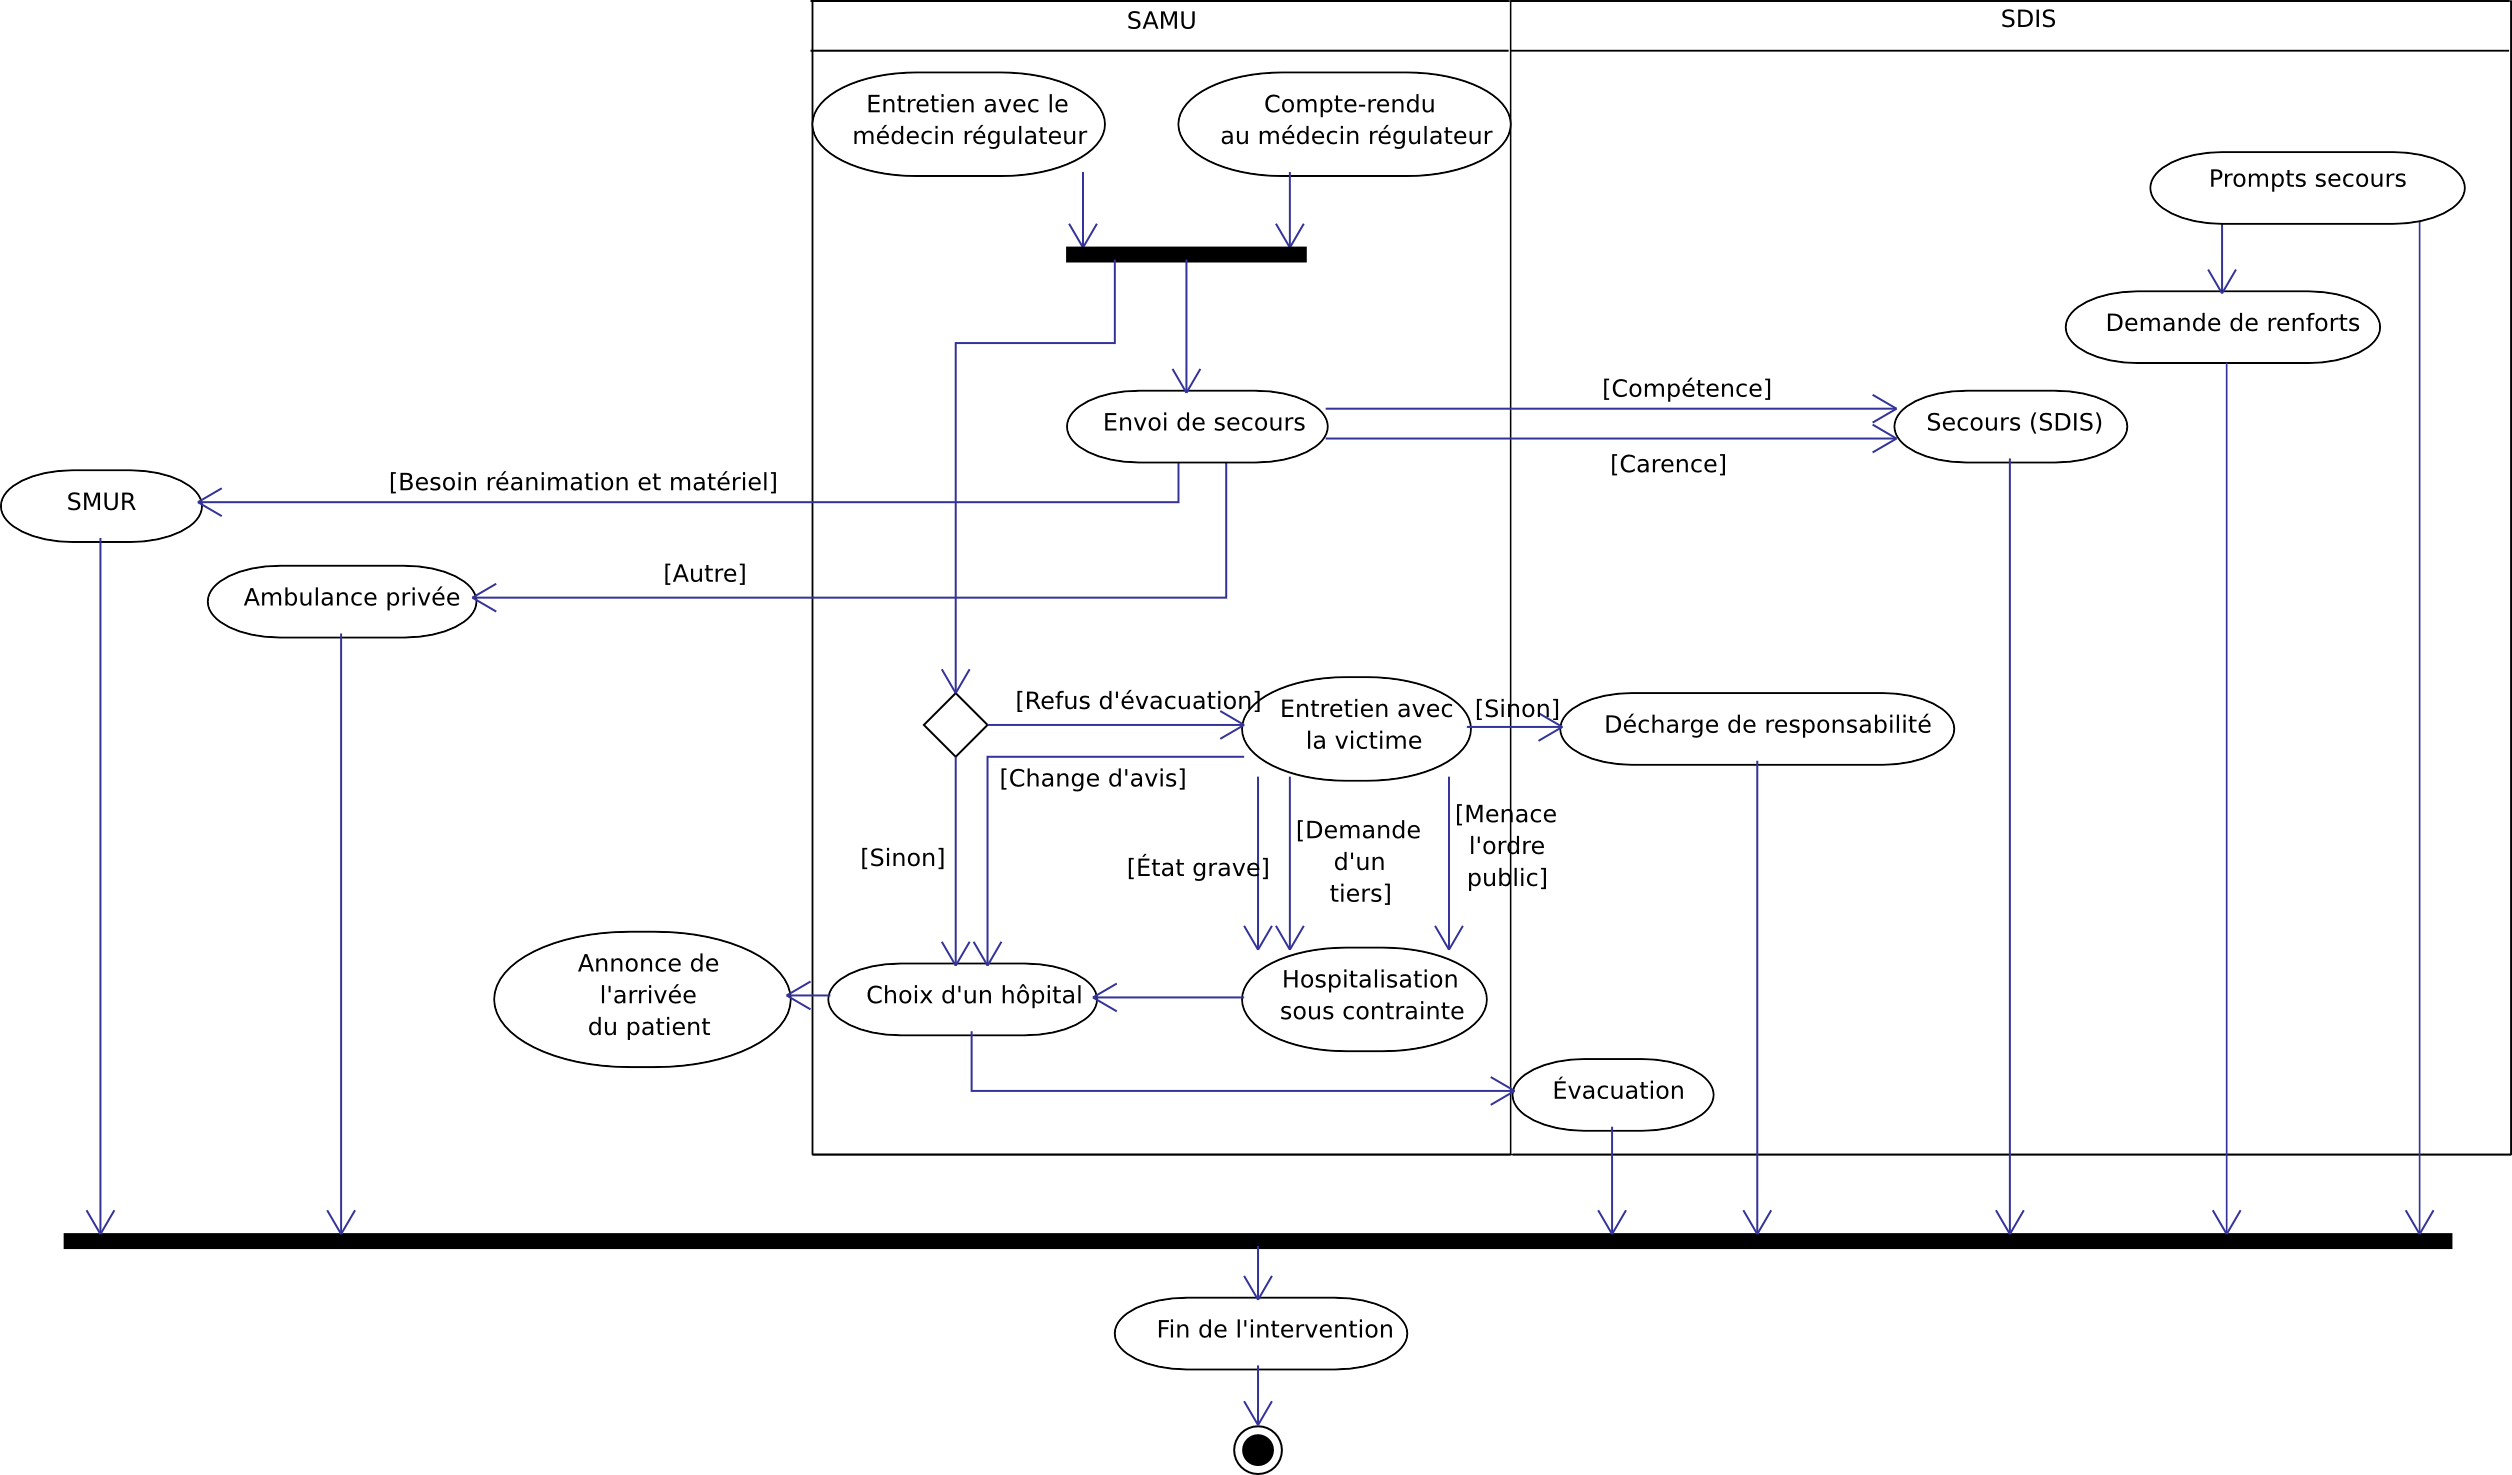 SAMU
SDIS
Entretien avec le
médecin régulateur
Compte-rendu
au médecin régulateur
Prompts secours
Demande de renforts
[Compétence]
Envoi de secours
Secours (SDIS)
[Carence]
[Besoin réanimation et matériel]
SMUR
[Autre]
Ambulance privée
[Refus d'évacuation]
Entretien avec
la victime
[Sinon]
Décharge de responsabilité
[Change d'avis]
[Sinon]
[État grave]
[Demande
d'un
tiers]
[Menace
l'ordre
public]
Annonce de
l'arrivée
du patient
Choix d'un hôpital
Hospitalisation
sous contrainte
Évacuation
Fin de l'intervention